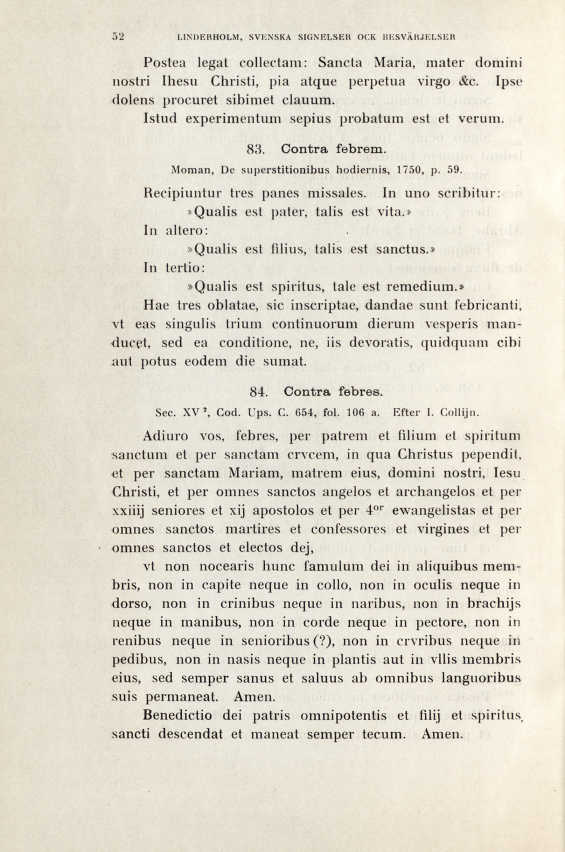 52 LINDERHOLM, SVENSKA SIGNELSER OCK BESVÄRJELSER
Postea legat collectam: Sancta Maria, mater domini
nostri Ihesu Christi, pia atque perpetua virgo &c. Ipse
dolens procuret sibimet clauum.
Istud experimentum sepius probatum est et verum.
83. Contra febrem.
Moman, De superstitionibus hodiernis, 1750, p. 59.
Recipiuntur tres panes missales. In uno scribitur:
»Qualis est pater, talis est vita.»
In altero:
»Qualis est filius, talis est sanctus.»
In tertio:
»Qualis est spiritus, tale est remedium.»
Hae tres oblatae, sic inscriptae, dandae sunt febricanti,
vt eas singulis trium continuorum dierum vesperis man-
ducet, sed ea conditione, ne, iis devoratis, quidquam cibi
aut potus eodem die sumat.
84. Contra febres.
Sec. XV², Cod. Ups. C. 654, fol. 106 a. Efter I. Collijn.
Adiuro vos, febres, per patrem et filium et spiritum
sanctum et per sanctam crvcem, in qua Christus pependit,
et per sanctam Mariam, matrem eius, domini nostri, Iesu
Christi, et per omnes sanctos angelos et archangelos et per
xxiiij seniores et xij apostolos et per 4or ewangelistas et per
omnes sanctos martires et confessores et virgines et per
omnes sanctos et electos dej,
vt non nocearis hunc famulum dei in aliquibus mem-
bris, non in capite neque in collo, non in oculis neque in
dorso, non in crinibus neque in naribus, non in brachijs
neque in manibus, non in corde neque in pectore, non in
renibus neque in senioribus (?), non in crvribus neque in
pedibus, non in nasis neque in plantis aut in vllis membris
eius, sed semper sanus et saluus ab omnibus languoribus
suis permaneat. Amen.
Benedictio dei patris omnipotentis et filij et spiritus
sancti descendat et maneat semper tecum. Amen.